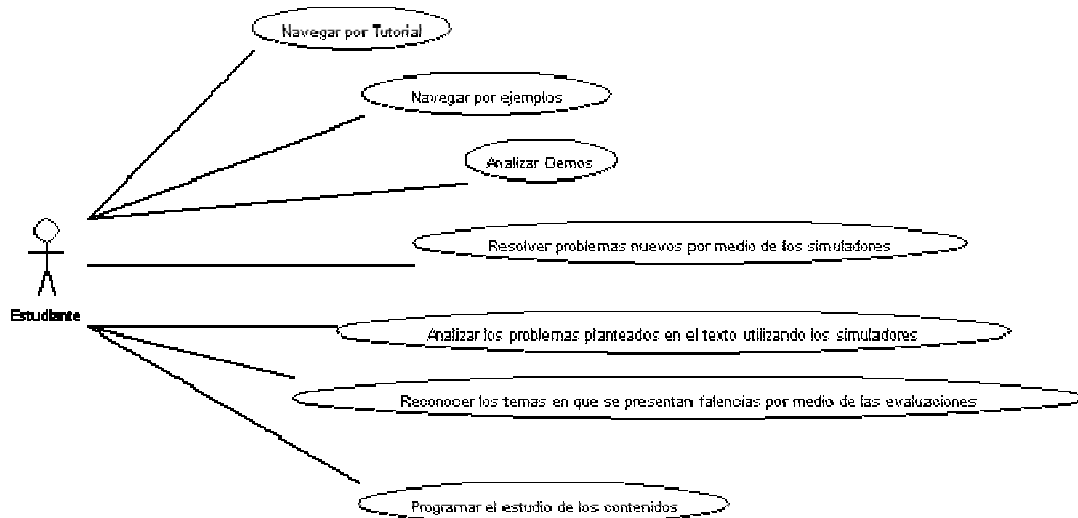 Navegar por Tutorial
Navegar por ejemplos
Analizar Demos
Resolver problemas nuevos por medio de los simuladores
Estudiante
Analizar los problemas planteados en el texto utilizando los simuladores
Reconocer los temas en que se presentan falencias por medio de las evaluaciones
Programar el estudio de los contenidos